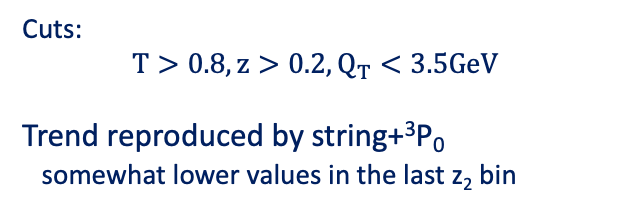 Cuts:
T > 0.8, z > 0.2, Q_T < 3.5GeV
Trend reproduced by string+³P₀
somewhat lower values in the last z₂ bin